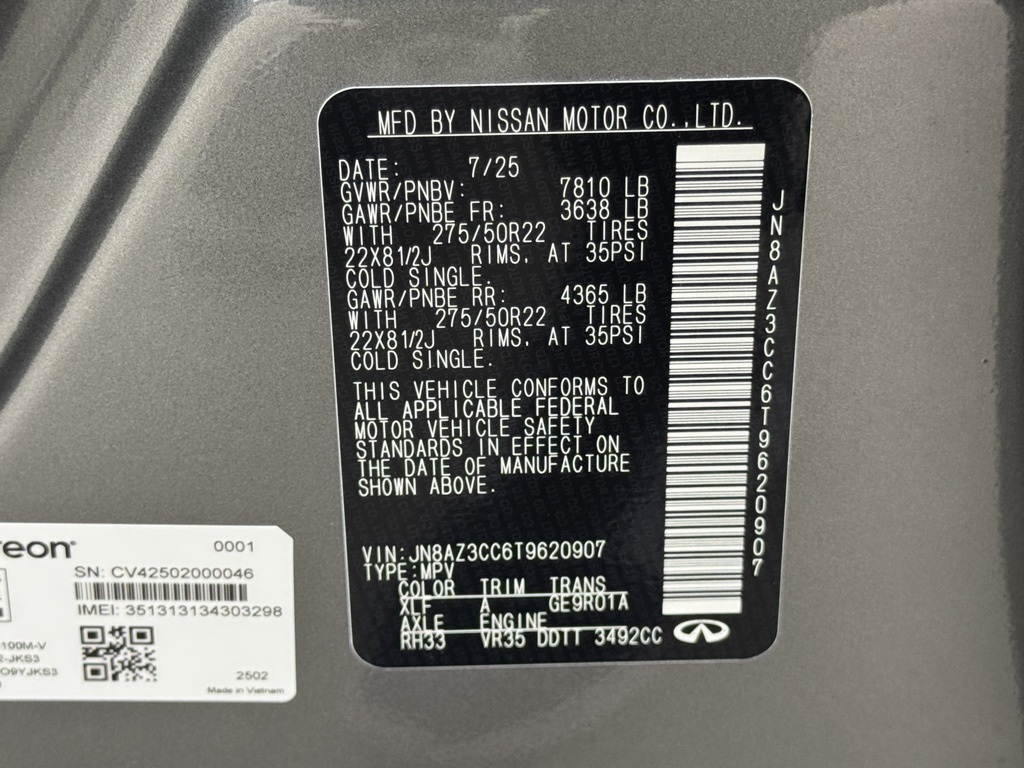 MFD BY NISSAN MOTOR CO.,LTD.
DATE: 7/25
GVWR/PNBV: 7810 LB
GAWR/PNBE FR: 3638 LB
WITH 275/50R22 TIRES
22X81/2J RIMS, AT 35PSI
COLD SINGLE.
GAWR/PNBE RR: 4365 LB
WITH 275/50R22 TIRES
22X81/2J RIMS, AT 35PSI
COLD SINGLE.
THIS VEHICLE CONFORMS TO
ALL APPLICABLE FEDERAL
MOTOR VEHICLE SAFETY
STANDARDS IN EFFECT ON
THE DATE OF MANUFACTURE
SHOWN ABOVE.
VIN:JN8AZ3CC6T9620907
TYPE:MPV
COLOR TRIM TRANS
XLF A GE9R01A
AXLE ENGINE
RH33 VR35 DDTT 3492CC
JN8AZ3CC6T9620907
reon
0001
SN: CV42502000046
IMEI: 351313134303298
100M-V
-JKS3
O9YJKS3
2502
Made in Vietnam